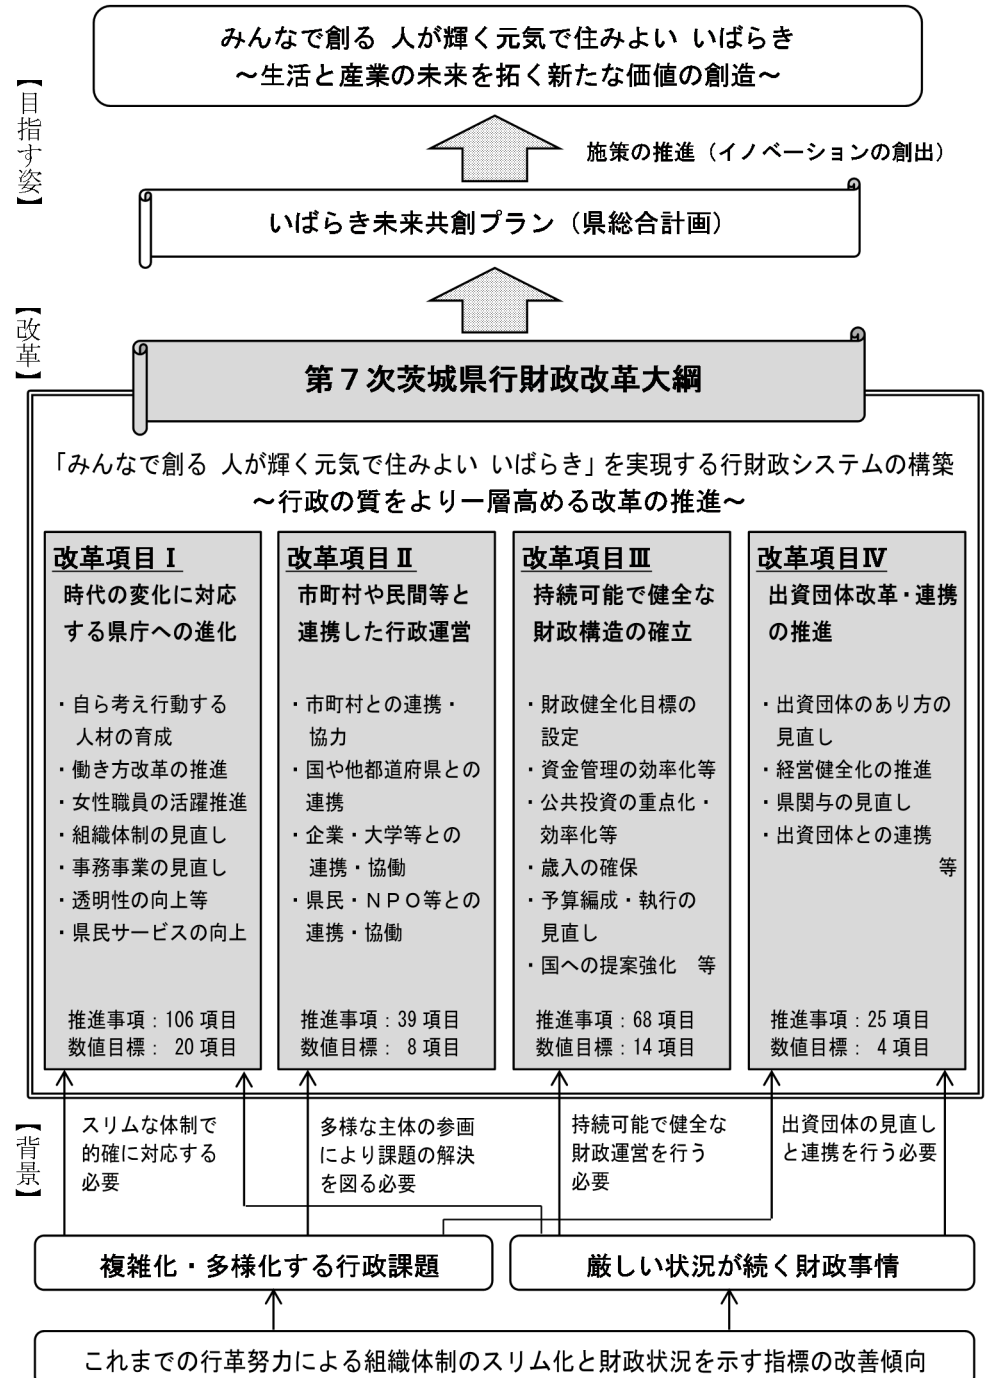 みんなで創る 人が輝く元気で住みよい いばらき
～生活と産業の未来を拓く新たな価値の創造～
【目指す姿】
施策の推進（イノベーションの創出）
いばらき未来共創プラン（県総合計画）
【改革】
第７次茨城県行財政改革大綱
「みんなで創る 人が輝く元気で住みよい いばらき」を実現する行財政システムの構築
～行政の質をより一層高める改革の推進～
改革項目Ⅰ
時代の変化に対応
する県庁への進化
・自ら考え行動する
人材の育成
・働き方改革の推進
・女性職員の活躍推進
・組織体制の見直し
・事務事業の見直し
・透明性の向上等
・県民サービスの向上
推進事項：106 項目
数値目標： 20 項目
改革項目Ⅱ
市町村や民間等と
連携した行政運営
・市町村との連携・
協力
・国や他都道府県との
連携
・企業・大学等との
連携・協働
・県民・ＮＰＯ等との
連携・協働
推進事項：39 項目
数値目標： 8 項目
改革項目Ⅲ
持続可能で健全な
財政構造の確立
・財政健全化目標の
設定
・資金管理の効率化等
・公共投資の重点化・
効率化等
・歳入の確保
・予算編成・執行の
見直し
・国への提案強化　等
推進事項：68 項目
数値目標：14 項目
改革項目Ⅳ
出資団体改革・連携
の推進
・出資団体のあり方の
見直し
・経営健全化の推進
・県関与の見直し
・出資団体との連携
等
推進事項：25 項目
数値目標： 4 項目
【背景】
スリムな体制で
的確に対応する
必要
多様な主体の参画
により課題の解決
を図る必要
持続可能で健全な
財政運営を行う
必要
出資団体の見直し
と連携を行う必要
複雑化・多様化する行政課題
厳しい状況が続く財政事情
これまでの行革努力による組織体制のスリム化と財政状況を示す指標の改善傾向